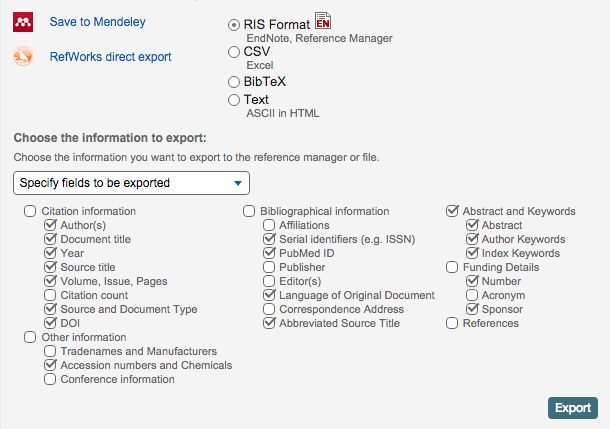 Save to Mendeley
RefWorks direct export
RIS Format EN
EndNote, Reference Manager
CSV
Excel
BibTeX
Text
ASCII in HTML
Choose the information to export:
Choose the information you want to export to the reference manager or file.
Specify fields to be exported
Citation information
Author(s)
Document title
Year
Source title
Volume, Issue, Pages
Citation count
Source and Document Type
DOI
Other information
Tradenames and Manufacturers
Accession numbers and Chemicals
Conference information
Bibliographical information
Affiliations
Serial identifiers (e.g. ISSN)
PubMed ID
Publisher
Editor(s)
Language of Original Document
Correspondence Address
Abbreviated Source Title
Abstract and Keywords
Abstract
Author Keywords
Index Keywords
Funding Details
Number
Acronym
Sponsor
References
Export